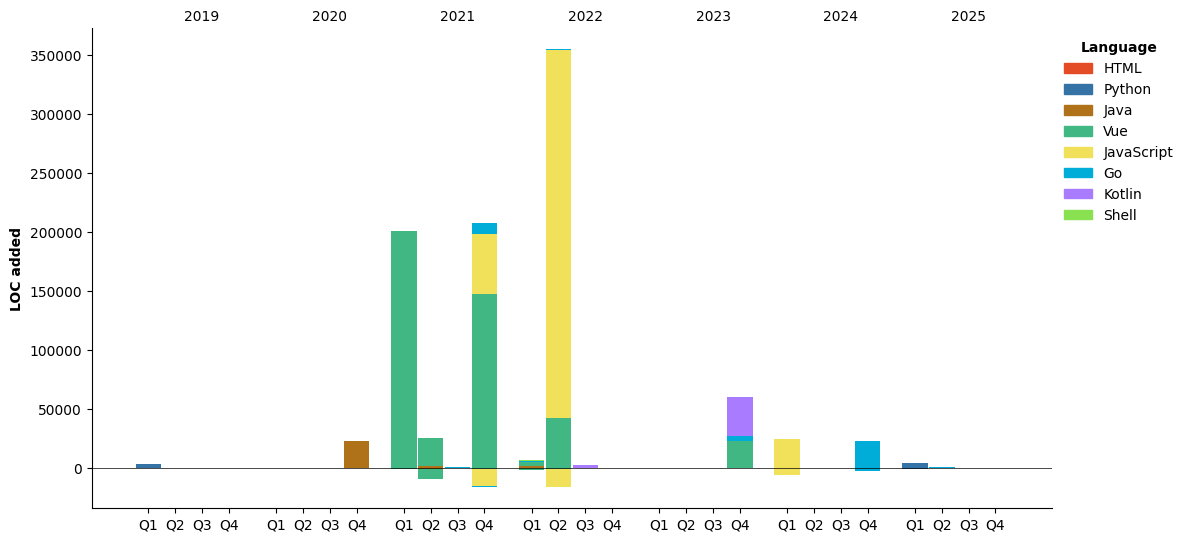 2019 2020 2021 2022 2023 2024 2025
Language
HTML
Python
Java
Vue
JavaScript
Go
Kotlin
Shell
350000
300000
250000
200000
150000
100000
50000
0
LOC added
Q1 Q2 Q3 Q4 Q1 Q2 Q3 Q4 Q1 Q2 Q3 Q4 Q1 Q2 Q3 Q4 Q1 Q2 Q3 Q4 Q1 Q2 Q3 Q4 Q1 Q2 Q3 Q4